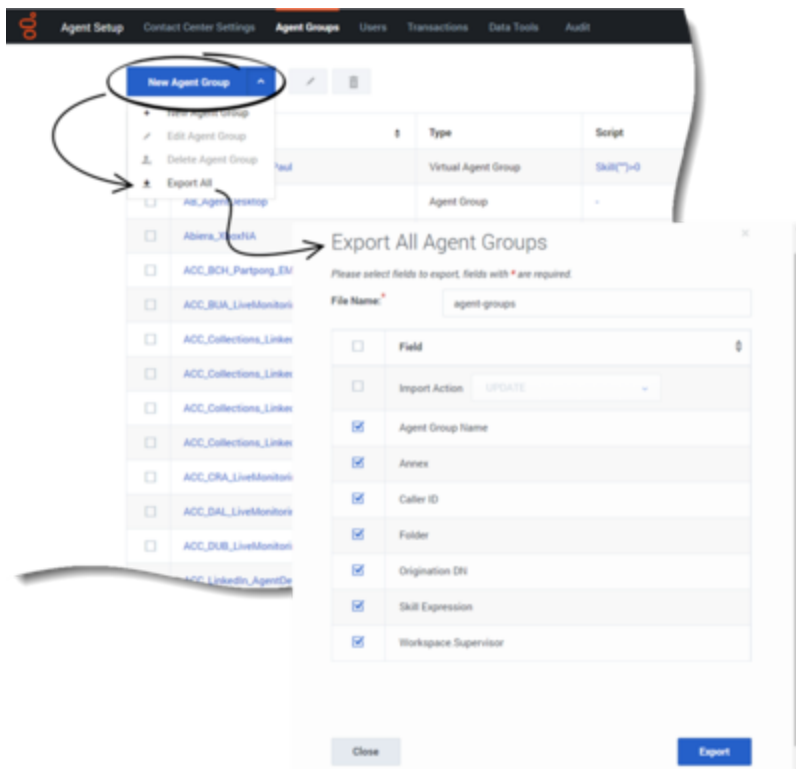 Agent Setup Contact Center Settings Agent Groups Users Transactions Data Tools Audit
New Agent Group
New Agent Group
Edit Agent Group
Delete Agent Group
Export All
Type Script
Paul Virtual Agent Group Skill("")>0
AB_AgentDesktop Agent Group -
Abiera_XboxNA
ACC_BCH_Partporg_EM
ACC_BUA_LiveMonitori
ACC_Collections_Linke
ACC_Collections_Linke
ACC_Collections_Linke
ACC_Collections_Linke
ACC_CRA_LiveMonitori
ACC_DAL_LiveMonitori
ACC_DUB_LiveMonitori
ACC_LinkedIn_AgentDe
Export All Agent Groups
Please select fields to export, fields with * are required.
File Name:* agent-groups
Field
Import Action UPDATE
Agent Group Name
Annex
Caller ID
Folder
Origination DN
Skill Expression
Workspace Supervisor
Close Export